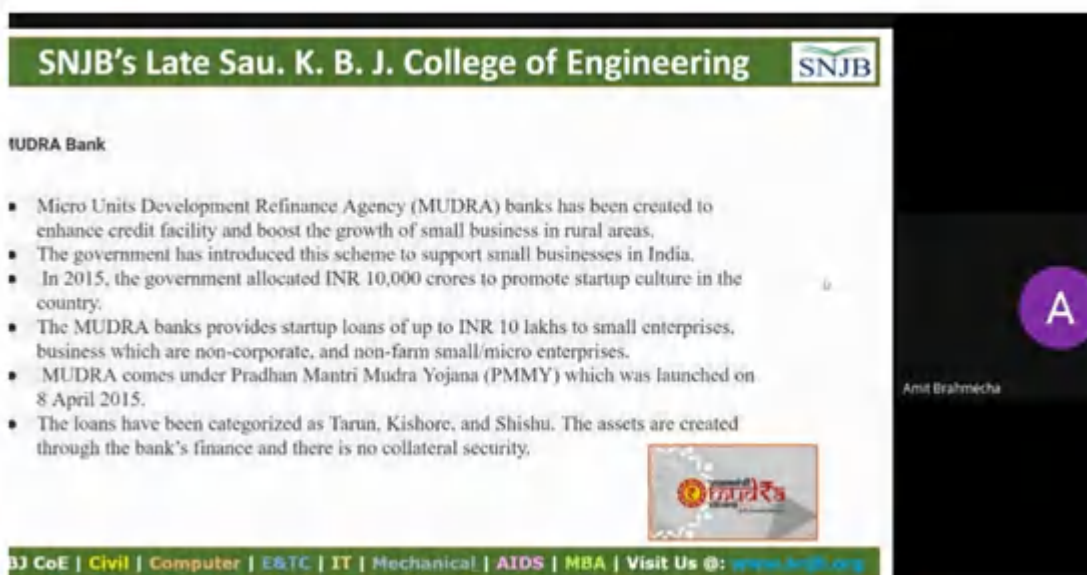 SNJB's Late Sau. K. B. J. College of Engineering
SNJB
MUDRA Bank
Micro Units Development Refinance Agency (MUDRA) banks has been created to
enhance credit facility and boost the growth of small business in rural areas.
The government has introduced this scheme to support small businesses in India.
In 2015, the government allocated INR 10,000 crores to promote startup culture in the
country.
The MUDRA banks provides startup loans of up to INR 10 lakhs to small enterprises,
business which are non-corporate, and non-farm small/micro enterprises.
MUDRA comes under Pradhan Mantri Mudra Yojana (PMMY) which was launched on
8 April 2015.
The loans have been categorized as Tarun, Kishore, and Shishu. The assets are created
through the bank's finance and there is no collateral security.
mudra
BJ CoE | Civil | Computer | E&TC | IT | Mechanical | AIDS | MBA | Visit Us @:
A
Amit Brahmecha